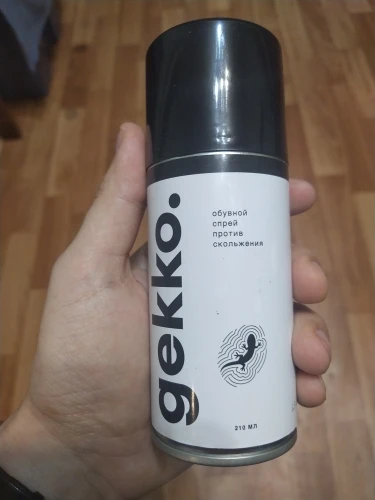 gekko.
обувной
спрей
против
скольжения
210 МЛ